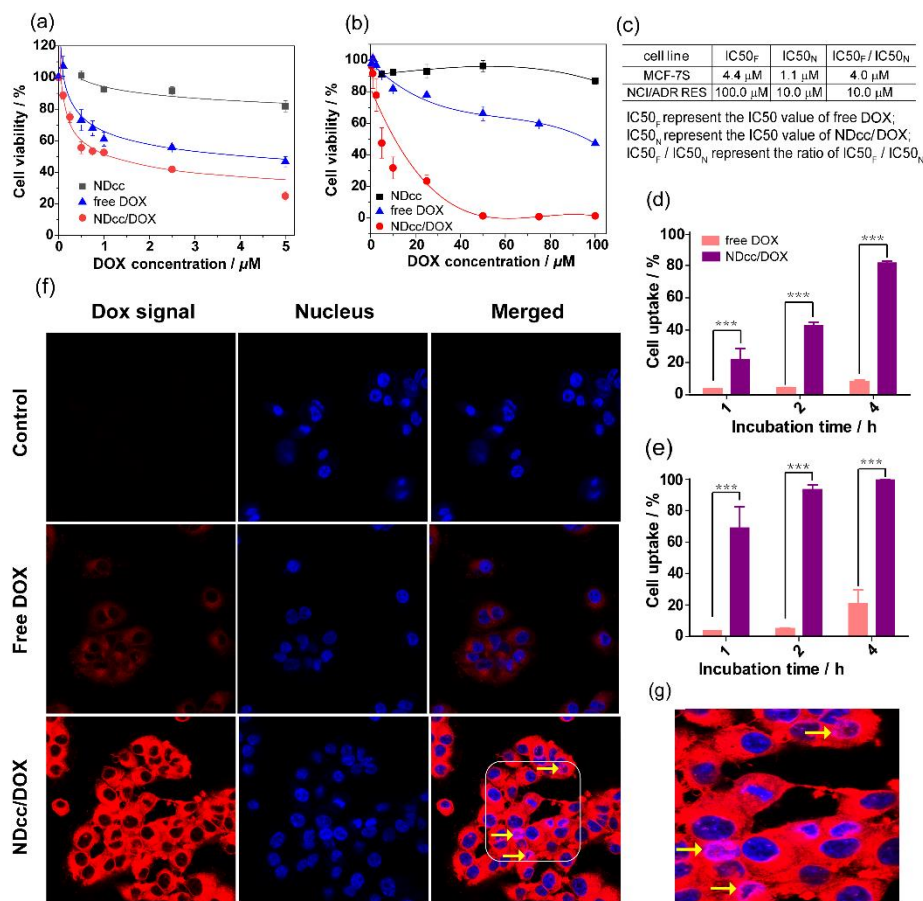 (a)
120
100
80
60
40
20
0
Cell viability / %
NDcc
free DOX
NDcc/DOX
0 1 2 3 4 5
DOX concentration / µM
(b)
100
80
60
40
20
0
Cell viability / %
NDcc
free DOX
NDcc/DOX
0 20 40 60 80 100
DOX concentration / µM
(c)
cell line IC50F IC50N IC50F / IC50N
MCF-7S 4.4 µM 1.1 µM 4.0 µM
NCI/ADR RES 100.0 µM 10.0 µM 10.0 µM
IC50F represent the IC50 value of free DOX;
IC50N represent the IC50 value of NDcc/DOX;
IC50F / IC50N represent the ratio of IC50F / IC50N
(d)
free DOX
NDcc/DOX
100
80
60
40
20
0
Cell uptake / %
*** *** ***
1 2 4
Incubation time / h
(e)
100
80
60
40
20
0
Cell uptake / %
*** *** ***
1 2 4
Incubation time / h
(f)
Dox signal Nucleus Merged
Control
Free DOX
NDcc/DOX
(g)